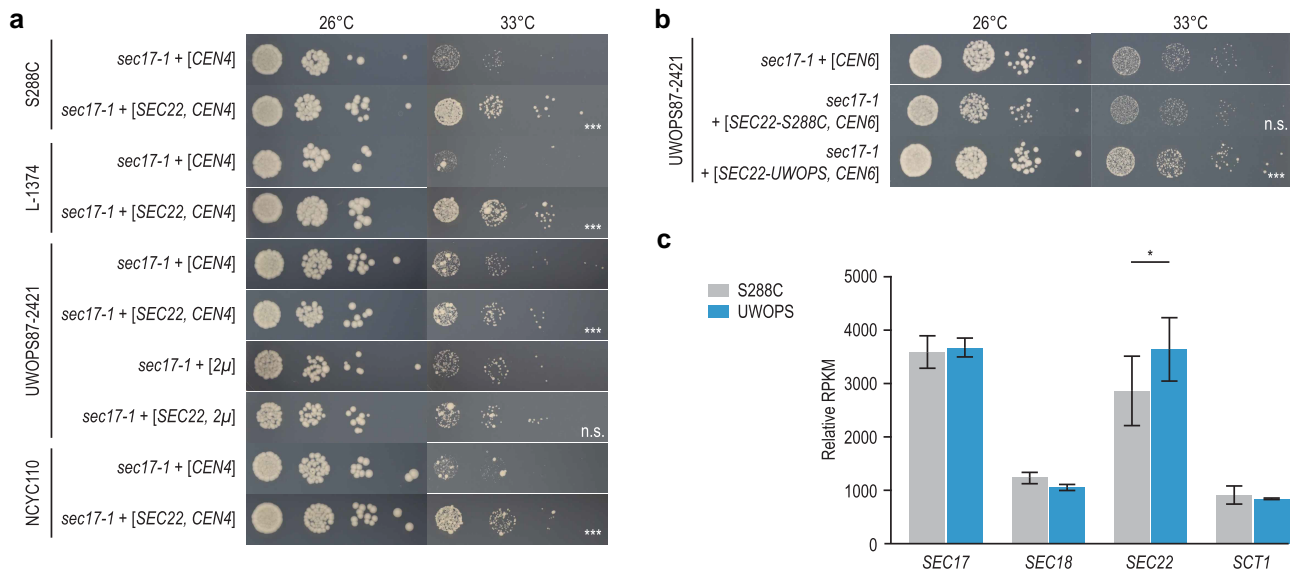 a
26°C 33°C
S288C
sec17-1 + [CEN4]
sec17-1 + [SEC22, CEN4]
***
L-1374
sec17-1 + [CEN4]
sec17-1 + [SEC22, CEN4]
***
UWOPS87-2421
sec17-1 + [CEN4]
sec17-1 + [SEC22, CEN4]
***
sec17-1 + [2µ]
sec17-1 + [SEC22, 2µ]
n.s.
NCYC110
sec17-1 + [CEN4]
sec17-1 + [SEC22, CEN4]
***
b
26°C 33°C
UWOPS87-2421
sec17-1 + [CEN6]
sec17-1
+ [SEC22-S288C, CEN6]
n.s.
sec17-1
+ [SEC22-UWOPS, CEN6]
***
c
S288C
UWOPS
*
Relative RPKM
5000
4000
3000
2000
1000
0
SEC17 SEC18 SEC22 SCT1